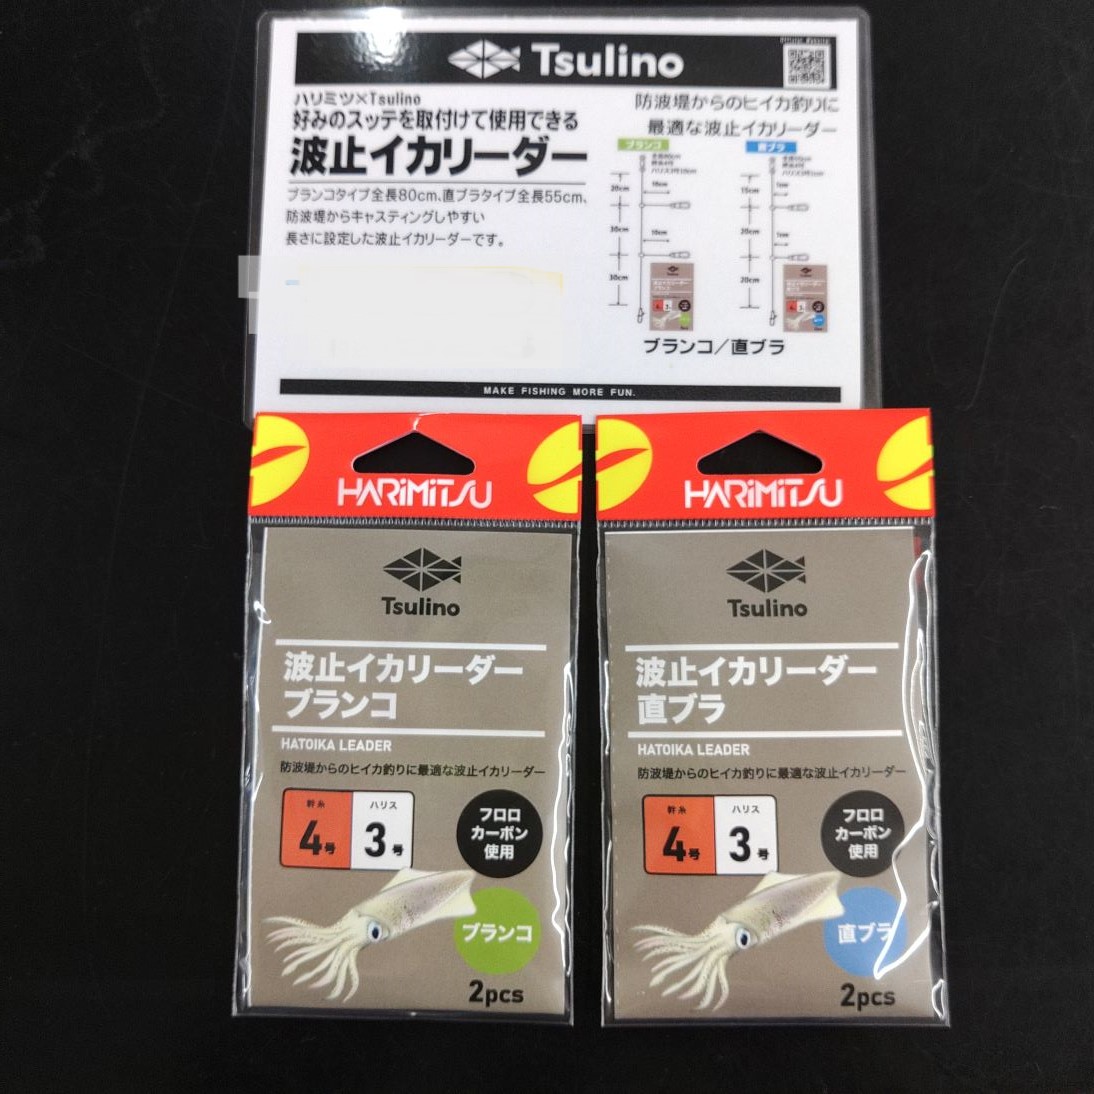 Tsulino
ハリミツ×Tsulino
好みのスッテを取付けて使用できる
波止イカリーダー
ブランコタイプ全長80cm、直ブラタイプ全長55cm、
防波堤からキャスティングしやすい
長さに設定した波止イカリーダーです。
防波堤からのヒイカ釣りに
最適な波止イカリーダー
ブランコ
20cm
10cm
30cm
10cm
30cm
直ブラ
15cm
1cm
20cm
1cm
20cm
ブランコ/直ブラ
MAKE FISHING MORE FUN.
HARIMITSU
Tsulino
波止イカリーダー
ブランコ
HATOIKA LEADER
防波堤からのヒイカ釣りに最適な波止イカリーダー
幹糸
4号
ハリス
3号
フロロ
カーボン
使用
ブランコ
2pcs
HARIMITSU
Tsulino
波止イカリーダー
直ブラ
HATOIKA LEADER
防波堤からのヒイカ釣りに最適な波止イカリーダー
幹糸
4号
ハリス
3号
フロロ
カーボン
使用
直ブラ
2pcs